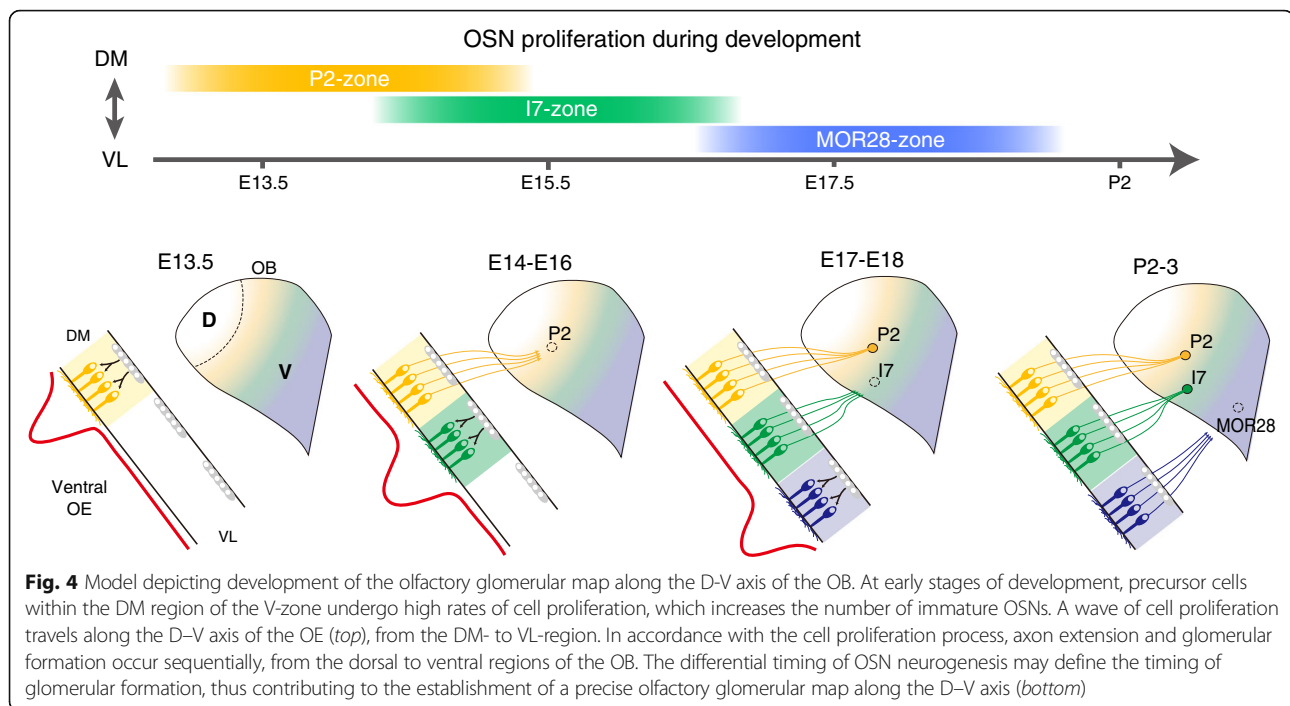 OSN proliferation during development
DM
VL
P2-zone
I7-zone
MOR28-zone
E13.5
E15.5
E17.5
P2
E13.5
OB
D
V
DM
Ventral
OE
VL
E14-E16
P2
E17-E18
P2
I7
P2-3
P2
I7
MOR28
Fig. 4 Model depicting development of the olfactory glomerular map along the D-V axis of the OB. At early stages of development, precursor cells
within the DM region of the V-zone undergo high rates of cell proliferation, which increases the number of immature OSNs. A wave of cell proliferation
travels along the D–V axis of the OE (top), from the DM- to VL-region. In accordance with the cell proliferation process, axon extension and glomerular
formation occur sequentially, from the dorsal to ventral regions of the OB. The differential timing of OSN neurogenesis may define the timing of
glomerular formation, thus contributing to the establishment of a precise olfactory glomerular map along the D–V axis (bottom)